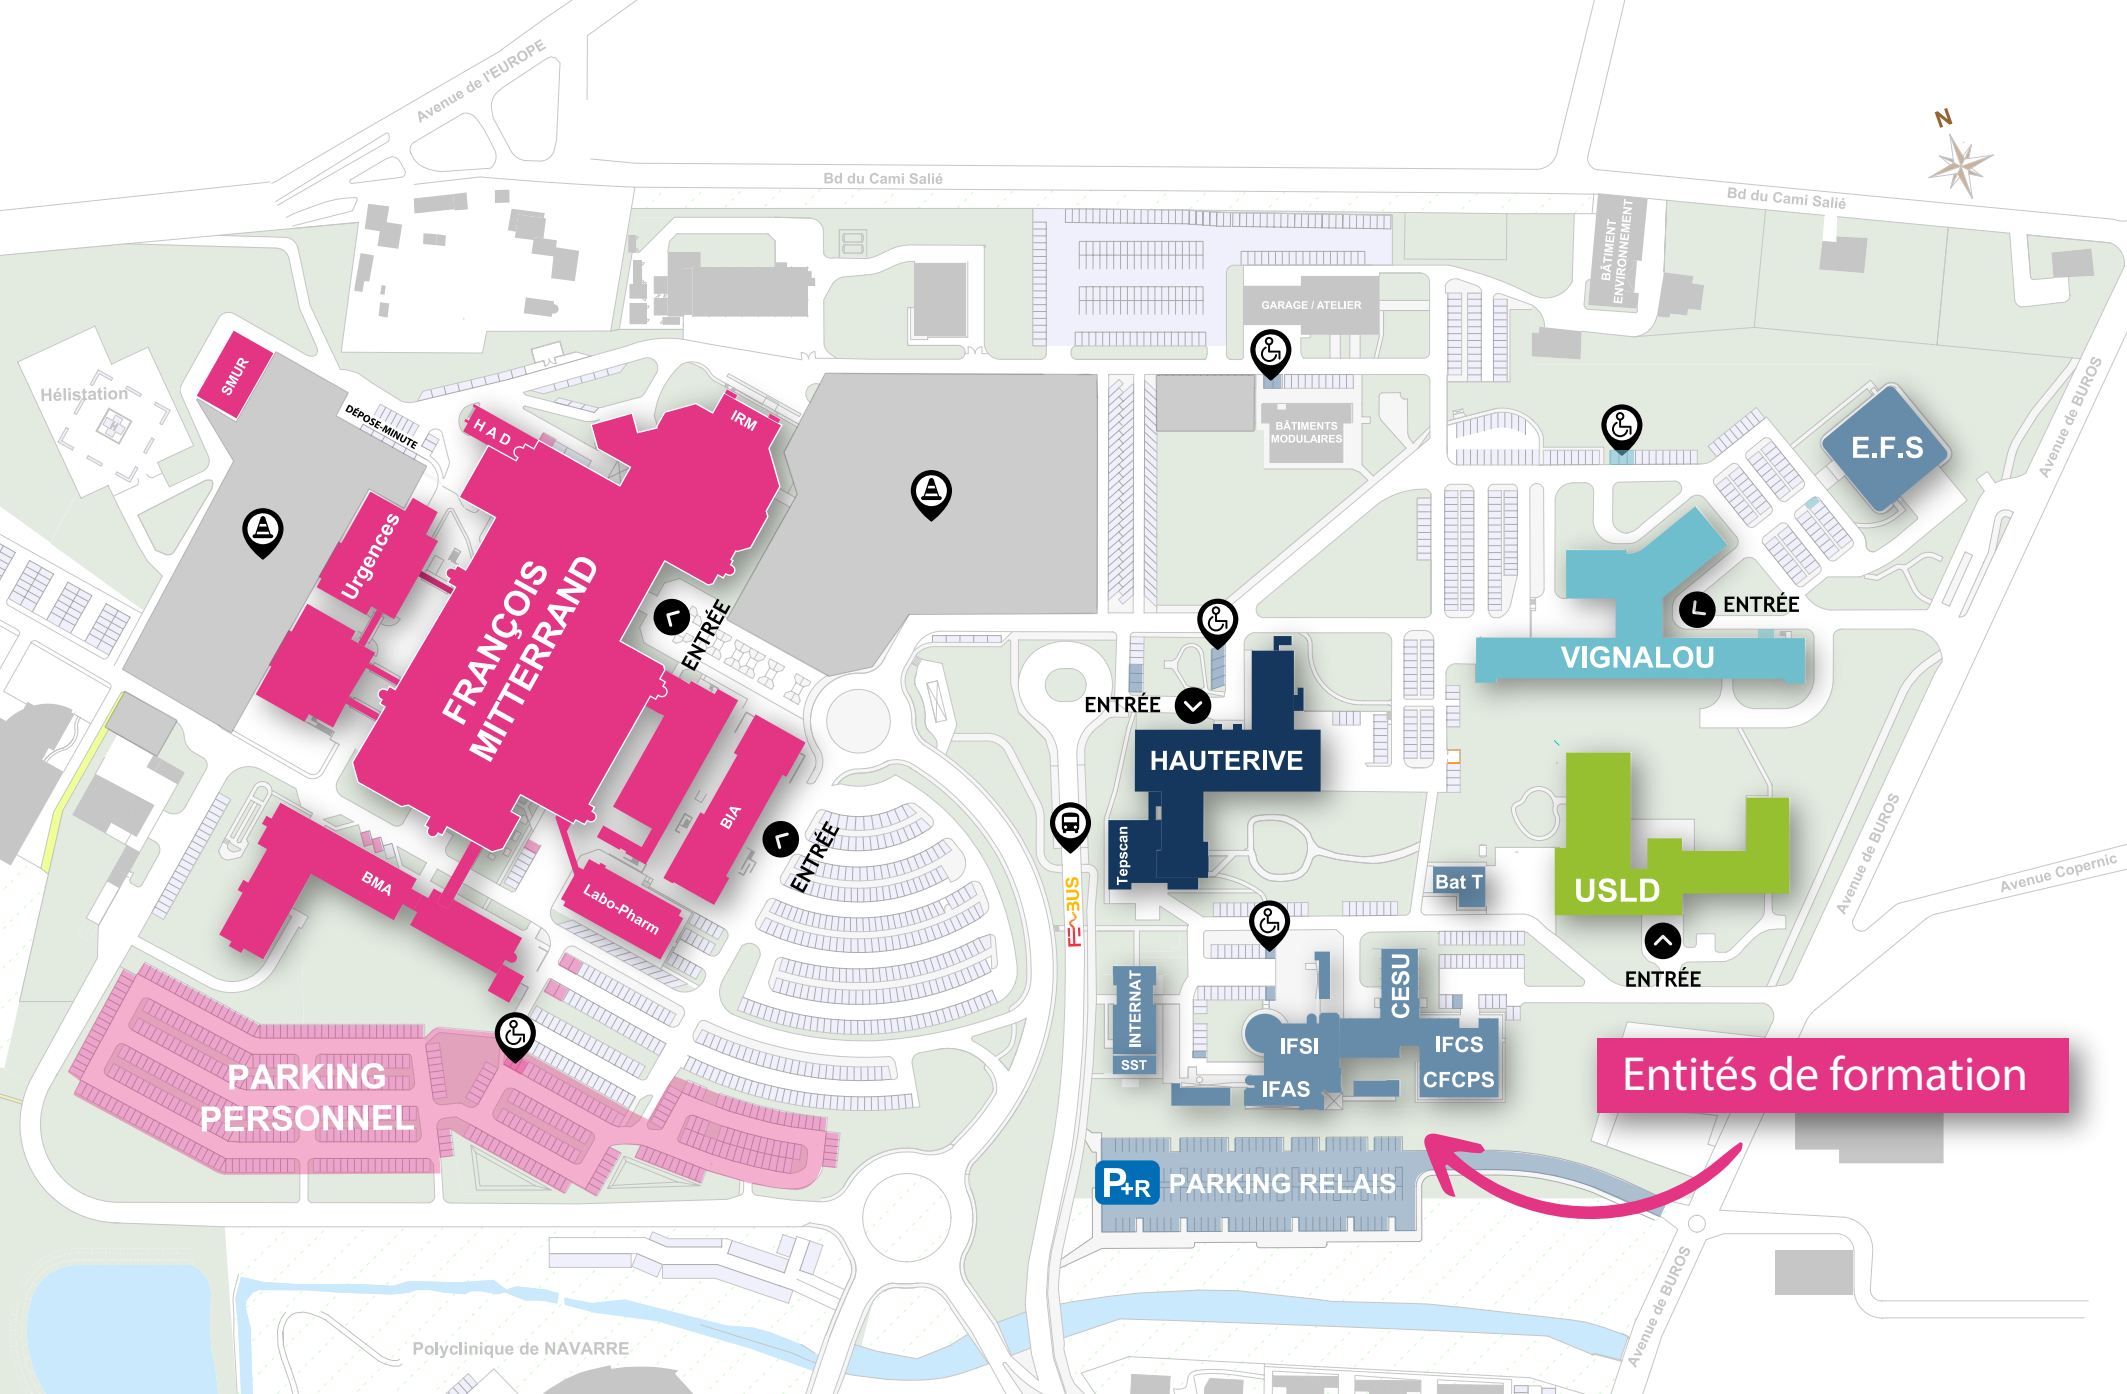 Avenue de l'EUROPE
Bd du Cami Salié
Bd du Cami Salié
N
BÂTIMENT
ENVIRONNEMENT
GARAGE / ATELIER
Hélistation
SMUR
DÉPOSE-MINUTE
H A D
IRM
BÂTIMENTS
MODULAIRES
E.F.S
Avenue de BUROS
Urgences
FRANÇOIS
MITTERRAND
ENTRÉE
ENTRÉE
VIGNALOU
ENTRÉE
HAUTERIVE
BIA
ENTRÉE
Tepscan
BMA
Labo-Pharm
FEBUS
Bat T
USLD
ENTRÉE
Avenue de BUROS
Avenue Copernic
INTERNAT
SST
CESU
IFSI
IFAS
IFCS
CFCPS
Entités de formation
PARKING
PERSONNEL
P+R
PARKING RELAIS
Avenue de BUROS
Polyclinique de NAVARRE